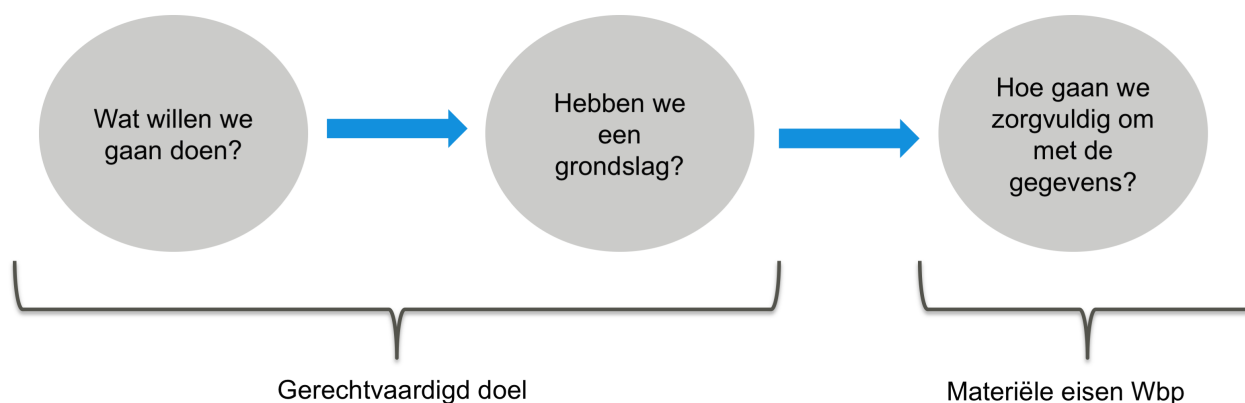 Wat willen we
gaan doen?
Hebben we
een
grondslag?
Hoe gaan we
zorgvuldig om
met de
gegevens?
Gerechtvaardigd doel
Materiële eisen Wbp